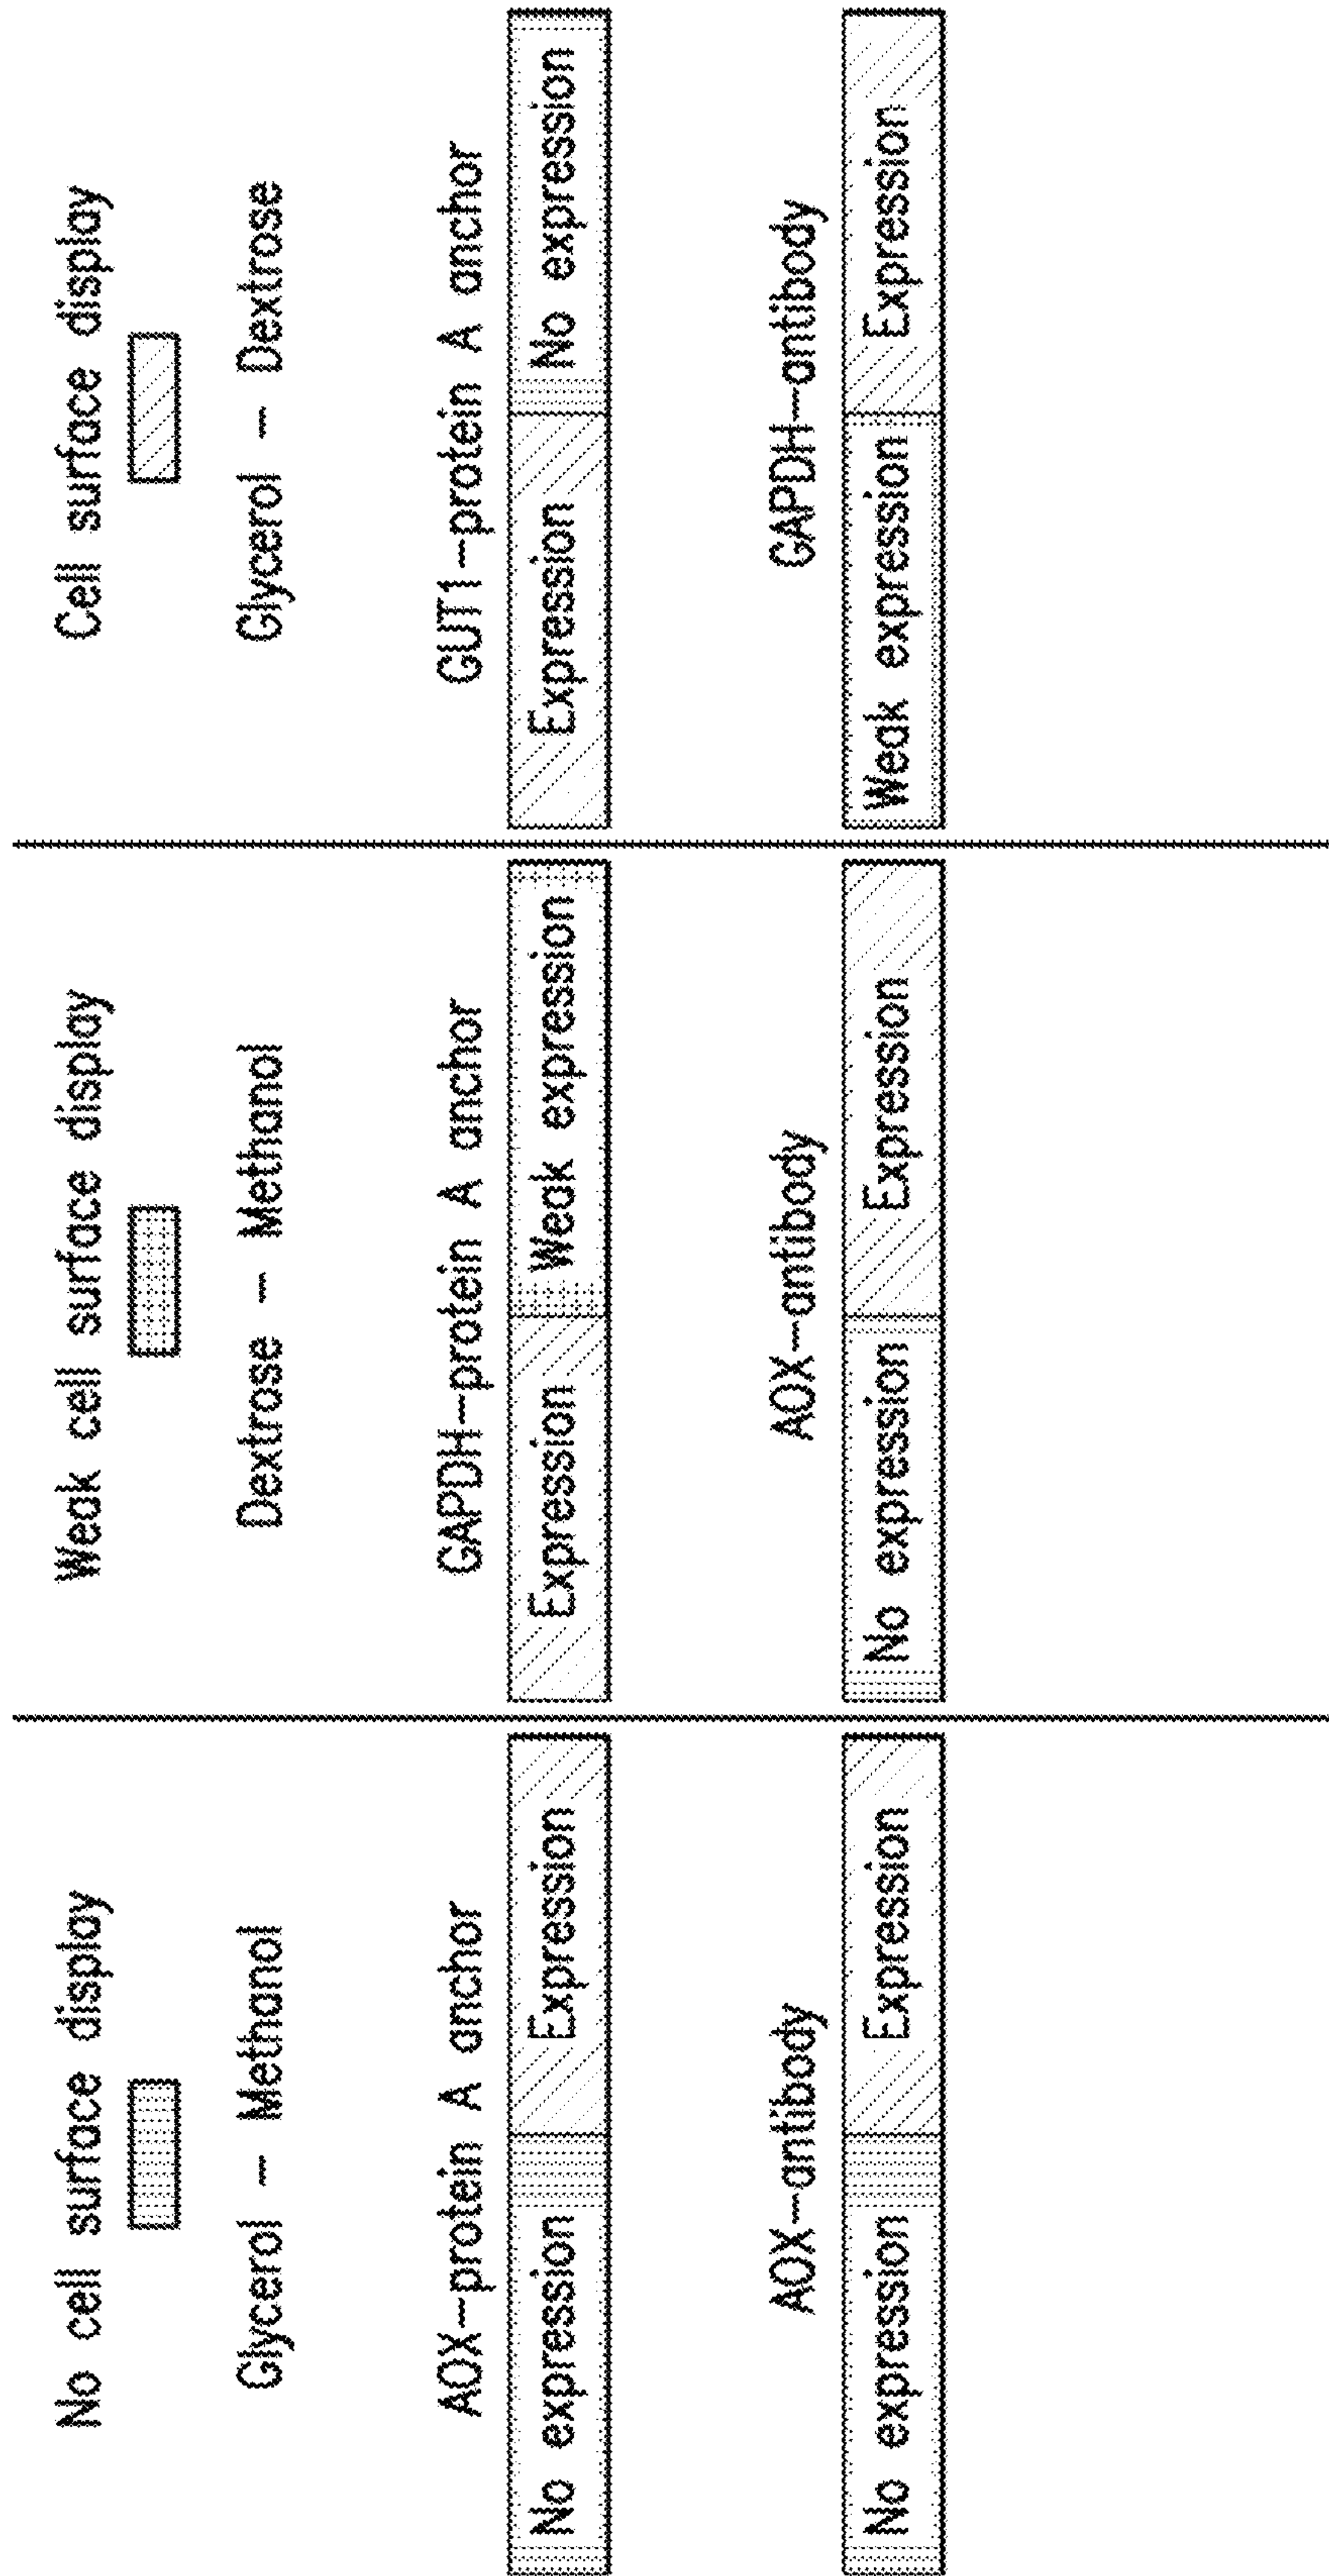 No cell surface display
Weak cell surface display
Cell surface display
Glycerol – Methanol
Dextrose – Methanol
Glycerol – Dextrose
AOX–protein A anchor
GAPDH–protein A anchor
GUT1–protein A anchor
No expression
Expression
Expression
Weak expression
Expression
No expression
AOX–antibody
AOX–antibody
GAPDH–antibody
No expression
Expression
No expression
Expression
Weak expression
Expression